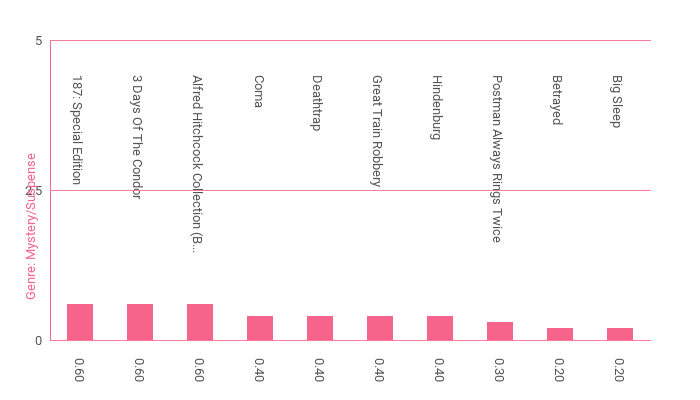 5
187: Special Edition
3 Days Of The Condor
Alfred Hitchcock Collection (B...
Coma
Deathtrap
Great Train Robbery
Hindenburg
Postman Always Rings Twice
Betrayed
Big Sleep
2.5
Genre: Mystery/Suspense
0
0.60
0.60
0.60
0.40
0.40
0.40
0.40
0.30
0.20
0.20